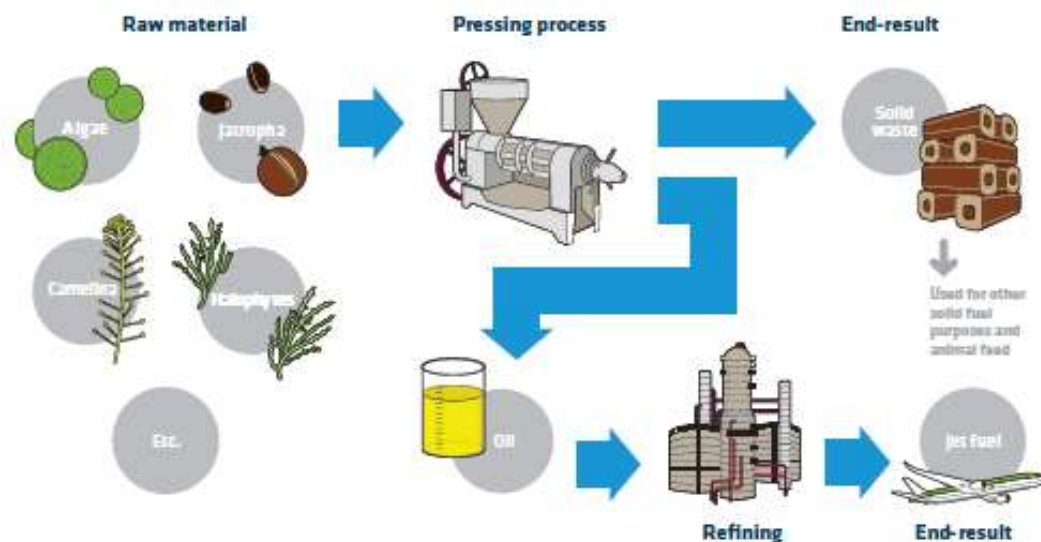 Raw material
Pressing process
End-result
Algae
Jatropha
Solid
waste
Camelina
Halophytes
Used for other
solid fuel
purposes and
animal feed
Etc.
Oil
Jet fuel
Refining
End-result